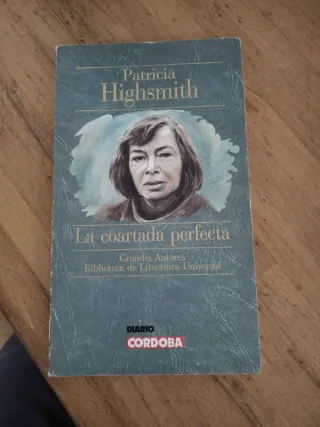 Patricia
Highsmith
La coartada perfecta
Grandes Autores
Biblioteca de Literatura Universal
DIARIO
CORDOBA